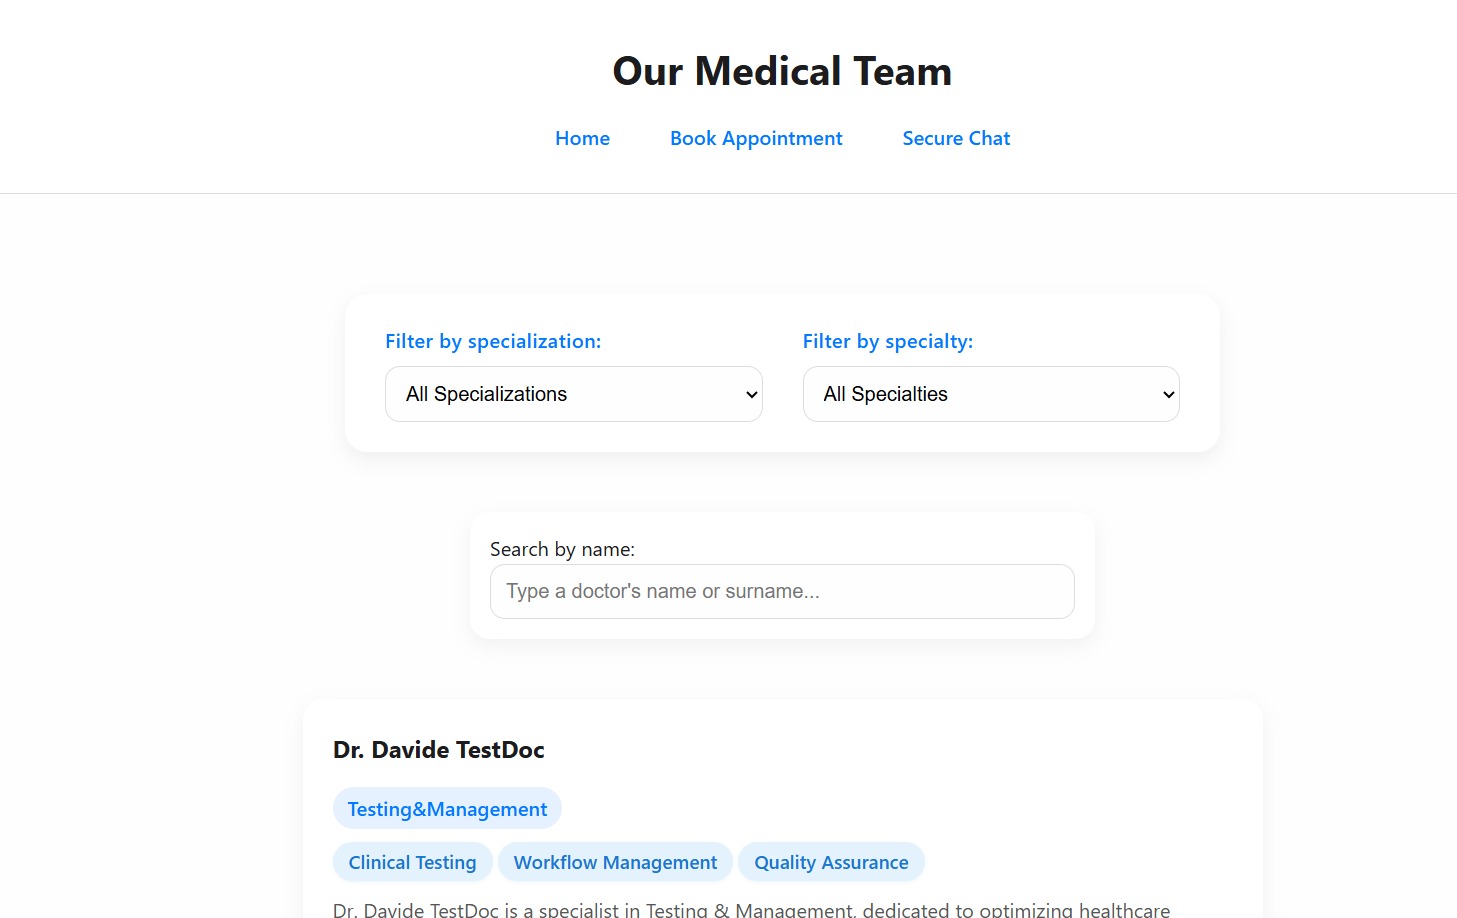 Our Medical Team
Home Book Appointment Secure Chat
Filter by specialization: Filter by specialty:
All Specializations All Specialties
Search by name:
Type a doctor's name or surname...
Dr. Davide TestDoc
Testing&Management
Clinical Testing Workflow Management Quality Assurance
Dr. Davide TestDoc is a specialist in Testing & Management, dedicated to optimizing healthcare